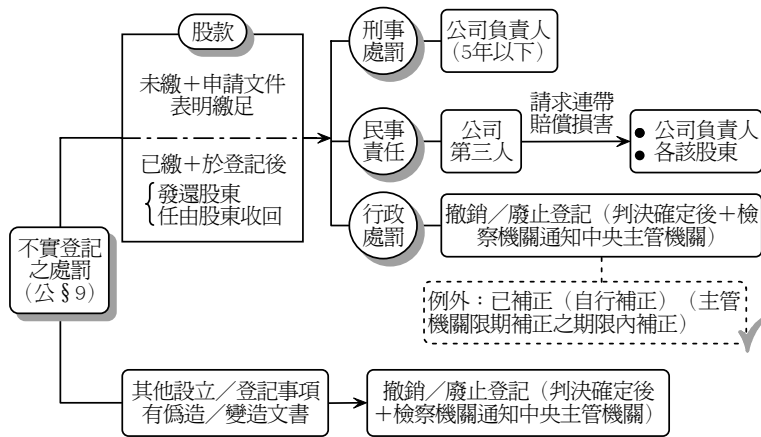 股款
未繳＋申請文件
表明繳足
已繳＋於登記後
發還股東
任由股東收回
刑事
處罰
公司負責人
（5年以下）
民事
責任
公司
第三人
請求連帶
賠償損害
● 公司負責人
● 各該股東
行政
處罰
撤銷／廢止登記（判決確定後＋檢
察機關通知中央主管機關）
例外：已補正（自行補正）（主管
機關限期補正之期限內補正）
不實登記
之處罰
（公§9）
其他設立／登記事項
有偽造／變造文書
撤銷／廢止登記（判決確定後
＋檢察機關通知中央主管機關）